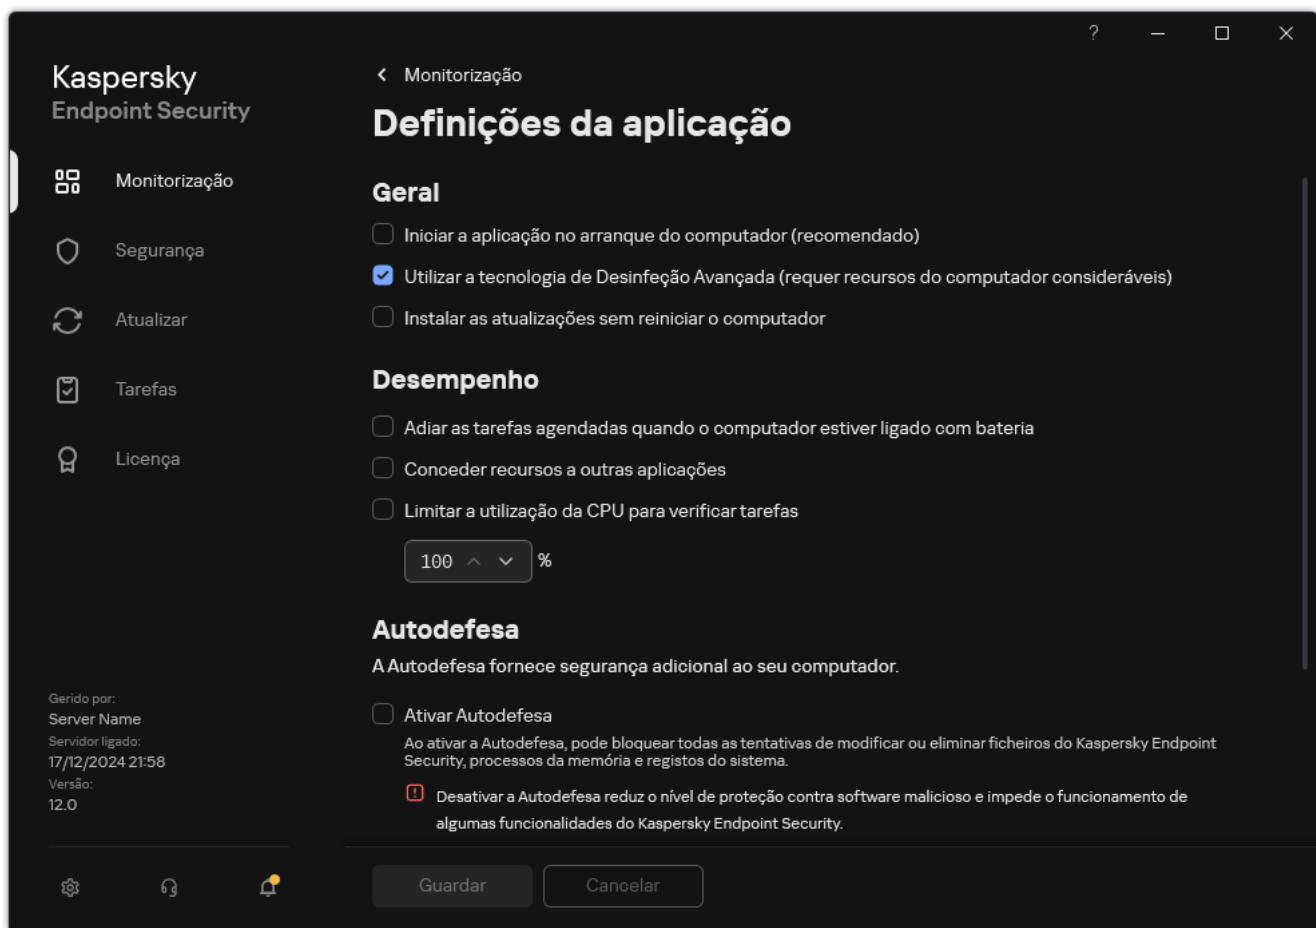 Kaspersky
Endpoint Security
Monitorização
Segurança
Atualizar
Tarefas
Licença
Gerido por:
Server Name
Servidor ligado:
17/12/2024 21:58
Versão:
12.0
?
Monitorização
Definições da aplicação
Geral
Iniciar a aplicação no arranque do computador (recomendado)
Utilizar a tecnologia de Desinfeção Avançada (requer recursos do computador consideráveis)
Instalar as atualizações sem reiniciar o computador
Desempenho
Adiar as tarefas agendadas quando o computador estiver ligado com bateria
Conceder recursos a outras aplicações
Limitar a utilização da CPU para verificar tarefas
100 %
Autodefesa
A Autodefesa fornece segurança adicional ao seu computador.
Ativar Autodefesa
Ao ativar a Autodefesa, pode bloquear todas as tentativas de modificar ou eliminar ficheiros do Kaspersky Endpoint
Security, processos da memória e registos do sistema.
Desativar a Autodefesa reduz o nível de proteção contra software malicioso e impede o funcionamento de
algumas funcionalidades do Kaspersky Endpoint Security.
Guardar
Cancelar